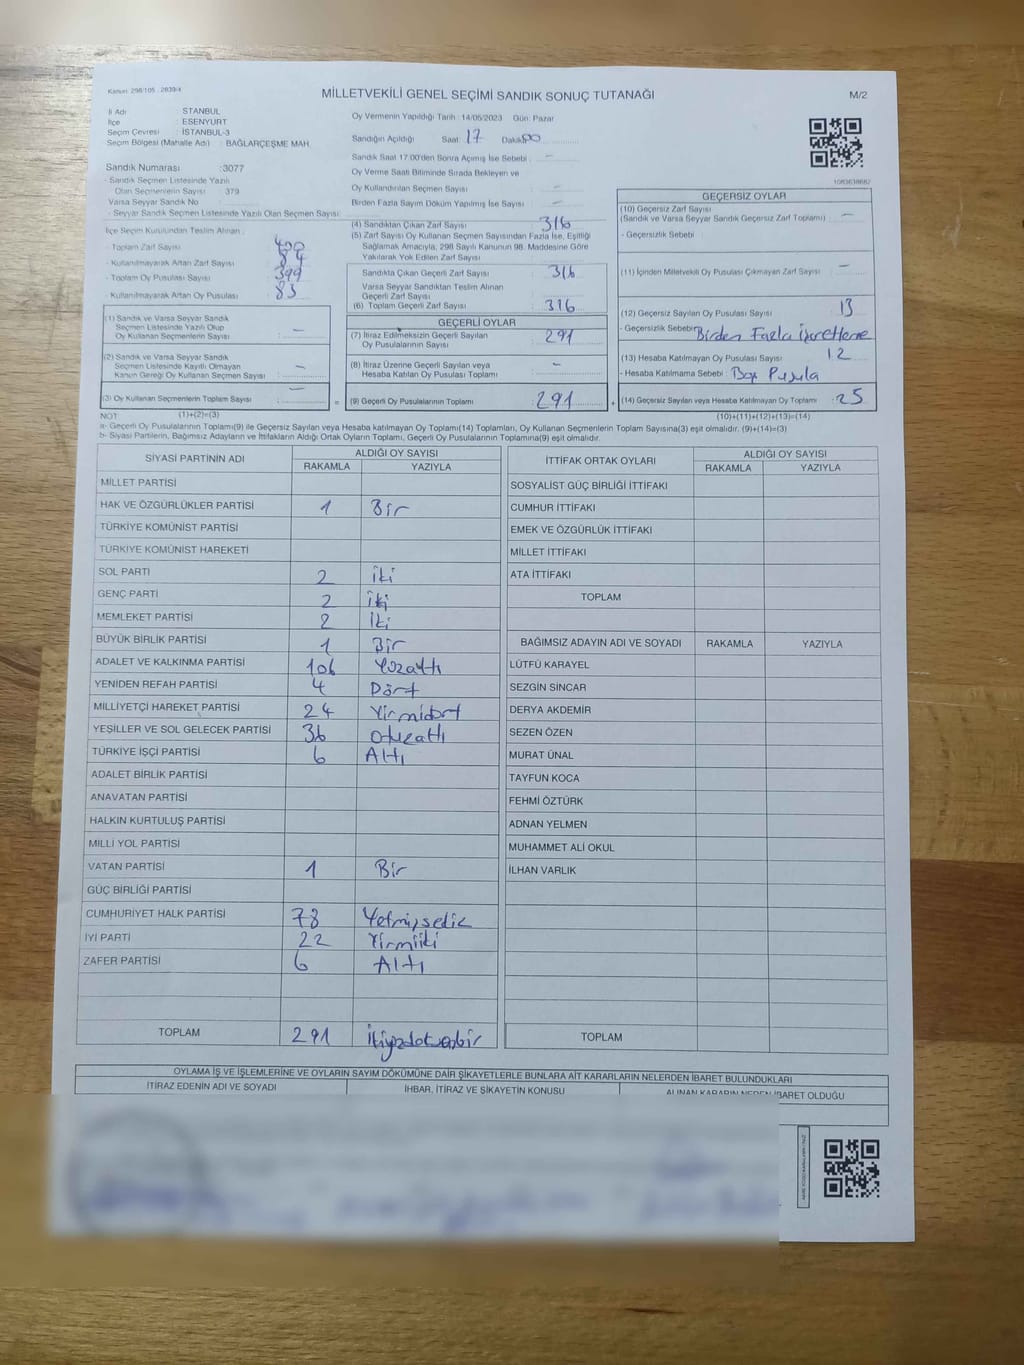 Kanun: 298/105 , 2839/4
MİLLETVEKİLİ GENEL SEÇİMİ SANDIK SONUÇ TUTANAĞI
M/2
İl Adı : STANBUL
İlçe : ESENYURT
Seçim Çevresi : İSTANBUL-3
Seçim Bölgesi (Mahalle Adı) : BAĞLARÇEŞME MAH.
Sandık Numarası :3077
- Sandık Seçmen Listesinde Yazılı
Olan Seçmenlerin Sayısı : 379
Varsa Seyyar Sandık No :
- Seyyar Sandık Seçmen Listesinde Yazılı Olan Seçmen Sayısı:
İlçe Seçim Kurulundan Teslim Alınan :
- Toplam Zarf Sayısı : 400
- Kullanılmayarak Artan Zarf Sayısı : 84
- Toplam Oy Pusulası : 399
- Kullanılmayarak Artan Oy Pusulası : 83
(1) Sandık ve Varsa Seyyar Sandık
Seçmen Listesinde Yazılı Olup
Oy Kullanan Seçmenlerin Sayısı : —
(2) Sandık ve Varsa Seyyar Sandık
Seçmen Listesinde Kayıtlı Olmayan
Kanun Gereği Oy Kullanan Seçmen Sayısı : —
(3) Oy Kullanan Seçmenlerin Toplam Sayısı : —
(1)+(2)=(3)
Oy Vermenin Yapıldığı Tarih : 14/05/2023 Gün: Pazar
Sandığın Açıldığı Saat: 17 Dakika: 00
Sandık Saat 17.00'den Sonra Açımış İse Sebebi : —
Oy Verme Saati Bitiminde Sırada Bekleyen ve
Oy Kullandırılan Seçmen Sayısı : —
Birden Fazla Sayım Döküm Yapılmış İse Sayısı : —
(4) Sandıktan Çıkan Zarf Sayısı : 316
(5) Zarf Sayısı Oy Kullanan Seçmen Sayısından Fazla İse, Eşitliği
Sağlamak Amacıyla, 298 Sayılı Kanunun 98. Maddesine Göre
Yakılarak Yok Edilen Zarf Sayısı :
Sandıkta Çıkan Geçerli Zarf Sayısı : 316
Varsa Seyyar Sandıktan Teslim Alınan
Geçerli Zarf Sayısı :
(6) Toplam Geçerli Zarf Sayısı : 316
GEÇERLİ OYLAR
(7) İtiraz Edilmeksizin Geçerli Sayılan
Oy Pusulalarının Sayısı : 291
(8) İtiraz Üzerine Geçerli Sayılan veya
Hesaba Katılan Oy Pusulası Toplamı : —
= (9) Geçerli Oy Pusulalarının Toplamı : 291 +
1083638687
GEÇERSİZ OYLAR
(10) Geçersiz Zarf Sayısı
(Sandık ve Varsa Seyyar Sandık Geçersiz Zarf Toplamı) : —
- Geçersizlik Sebebi :
(11) İçinden Milletvekili Oy Pusulası Çıkmayan Zarf Sayısı : —
(12) Geçersiz Sayılan Oy Pusulası Sayısı : 13
- Geçersizlik Sebebi : Birden Fazla işaretleme
(13) Hesaba Katılmayan Oy Pusulası Sayısı : 12
- Hesaba Katılmama Sebebi : Boş Pusula
(14) Geçersiz Sayılan veya Hesaba Katılmayan Oy Toplamı : 25
(10)+(11)+(12)+(13)=(14)
NOT:
a- Geçerli Oy Pusulalarının Toplamı(9) ile Geçersiz Sayılan veya Hesaba katılmayan Oy Toplamı(14) Toplamları, Oy Kullanan Seçmenlerin Toplam Sayısına(3) eşit olmalıdır. (9)+(14)=(3)
b- Siyasi Partilerin, Bağımsız Adayların ve İttifakların Aldığı Ortak Oyların Toplamı, Geçerli Oy Pusulalarının Toplamına(9) eşit olmalıdır.
SİYASİ PARTİNİN ADI ALDIĞI OY SAYISI
RAKAMLA YAZIYLA
MİLLET PARTİSİ
HAK VE ÖZGÜRLÜKLER PARTİSİ 1 Bir
TÜRKİYE KOMÜNİST PARTİSİ
TÜRKİYE KOMÜNİST HAREKETİ
SOL PARTİ 2 İki
GENÇ PARTİ 2 İki
MEMLEKET PARTİSİ 2 İki
BÜYÜK BİRLİK PARTİSİ 1 Bir
ADALET VE KALKINMA PARTİSİ 106 Yüzaltı
YENİDEN REFAH PARTİSİ 4 Dört
MİLLİYETÇİ HAREKET PARTİSİ 24 Yirmidört
YEŞİLLER VE SOL GELECEK PARTİSİ 36 otuzaltı
TÜRKİYE İŞÇİ PARTİSİ 6 Altı
ADALET BİRLİK PARTİSİ
ANAVATAN PARTİSİ
HALKIN KURTULUŞ PARTİSİ
MİLLİ YOL PARTİSİ
VATAN PARTİSİ 1 Bir
GÜÇ BİRLİĞİ PARTİSİ
CUMHURİYET HALK PARTİSİ 78 Yetmişsekiz
İYİ PARTİ 22 Yirmiiki
ZAFER PARTİSİ 6 Altı
TOPLAM 291 İkiyüzdoksanbir
İTTİFAK ORTAK OYLARI ALDIĞI OY SAYISI
RAKAMLA YAZIYLA
SOSYALİST GÜÇ BİRLİĞİ İTTİFAKI
CUMHUR İTTİFAKI
EMEK VE ÖZGÜRLÜK İTTİFAKI
MİLLET İTTİFAKI
ATA İTTİFAKI
TOPLAM
BAĞIMSIZ ADAYIN ADI VE SOYADI RAKAMLA YAZIYLA
LÜTFÜ KARAYEL
SEZGİN SİNCAR
DERYA AKDEMİR
SEZEN ÖZEN
MURAT ÜNAL
TAYFUN KOCA
FEHMİ ÖZTÜRK
ADNAN YELMEN
MUHAMMET ALİ OKUL
İLHAN VARLIK
TOPLAM
OYLAMA İŞ VE İŞLEMLERİNE VE OYLARIN SAYIM DÖKÜMÜNE DAİR ŞİKAYETLERLE BUNLARA AİT KARARLARIN NELERDEN İBARET BULUNDUKLARI
İTİRAZ EDENİN ADI VE SOYADI İHBAR, İTİRAZ VE ŞİKAYETİN KONUSU ALINAN KARARIN NEDEN İBARET OLDUĞU